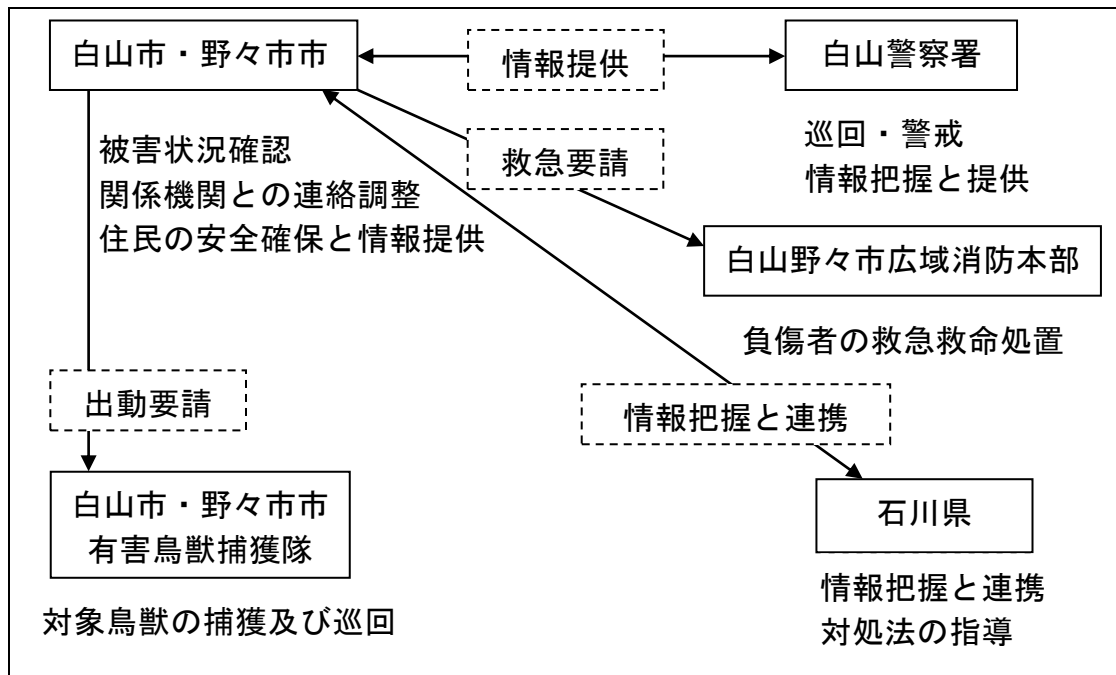 白山市・野々市市
情報提供
白山警察署
被害状況確認
関係機関との連絡調整
住民の安全確保と情報提供
救急要請
巡回・警戒
情報把握と提供
白山野々市広域消防本部
負傷者の救急救命処置
出動要請
情報把握と連携
白山市・野々市市
有害鳥獣捕獲隊
対象鳥獣の捕獲及び巡回
石川県
情報把握と連携
対処法の指導